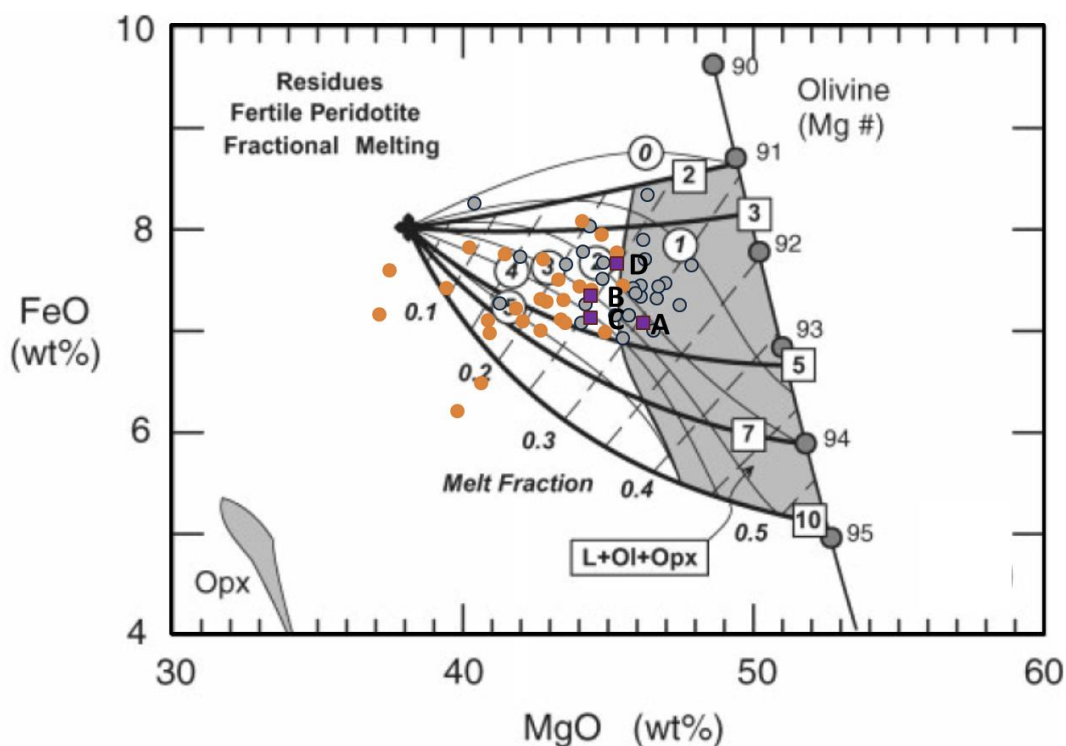 10
Residues
Fertile Peridotite
Fractional Melting
90
Olivine
(Mg #)
0
91
2
8
3
1
92
FeO
(wt%)
4
3
2
D
5
B
C
A
0.1
93
5
0.2
6
7
94
0.3
Melt Fraction
0.4
10
0.5
95
L+Ol+Opx
Opx
4
30
40
50
60
MgO (wt%)